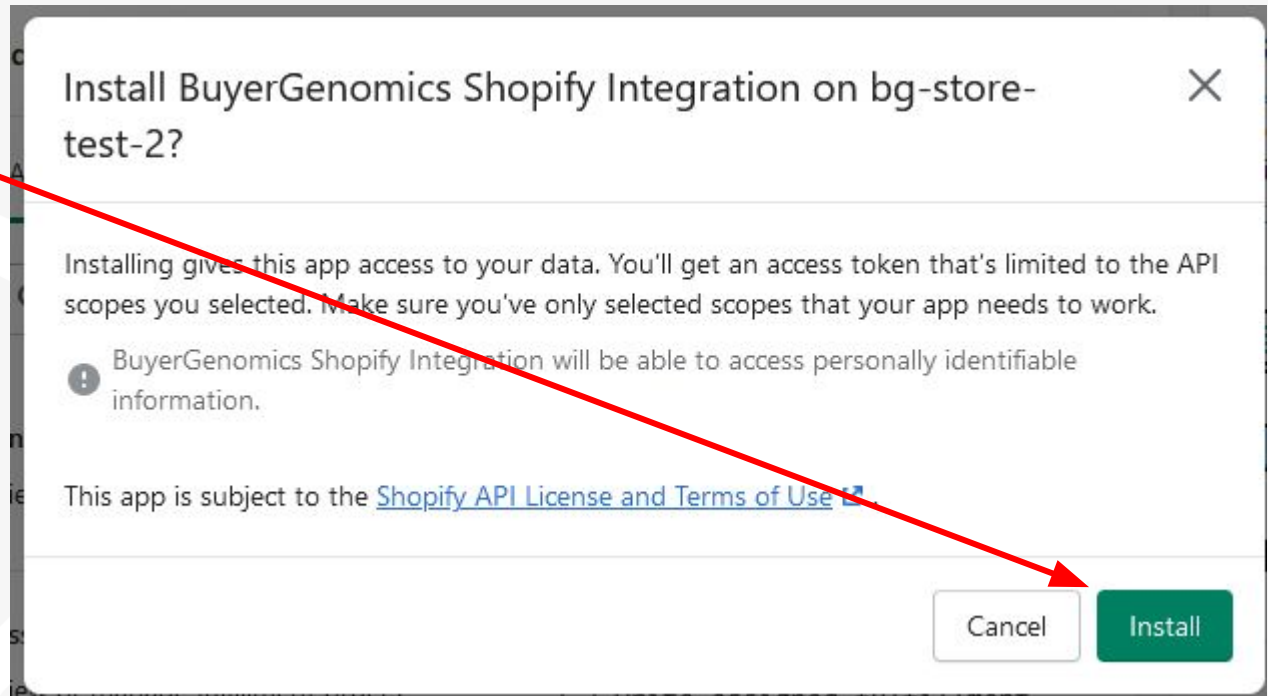 Install BuyerGenomics Shopify Integration on bg-store-
test-2?
Installing gives this app access to your data. You'll get an access token that's limited to the API
scopes you selected. Make sure you've only selected scopes that your app needs to work.
BuyerGenomics Shopify Integration will be able to access personally identifiable
information.
This app is subject to the Shopify API License and Terms of Use .
Cancel Install